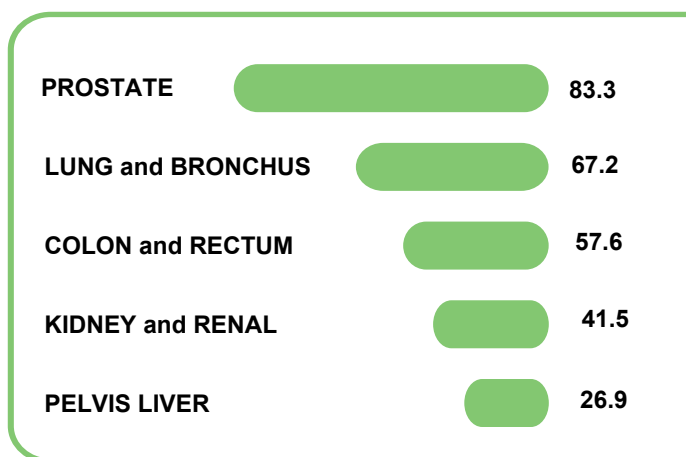 PROSTATE 83.3
LUNG and BRONCHUS 67.2
COLON and RECTUM 57.6
KIDNEY and RENAL 41.5
PELVIS LIVER 26.9